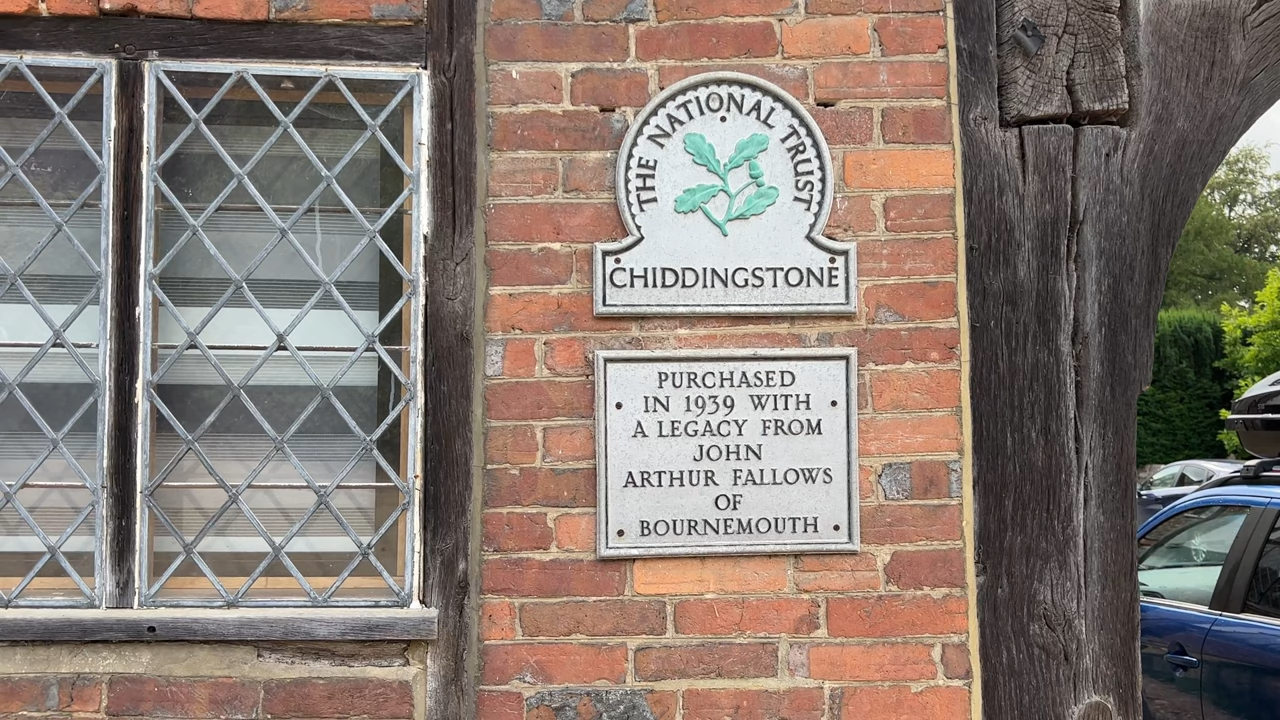 THE NATIONAL TRUST
CHIDDINGSTONE
PURCHASED
IN 1939 WITH
A LEGACY FROM
JOHN
ARTHUR FALLOWS
OF
BOURNEMOUTH